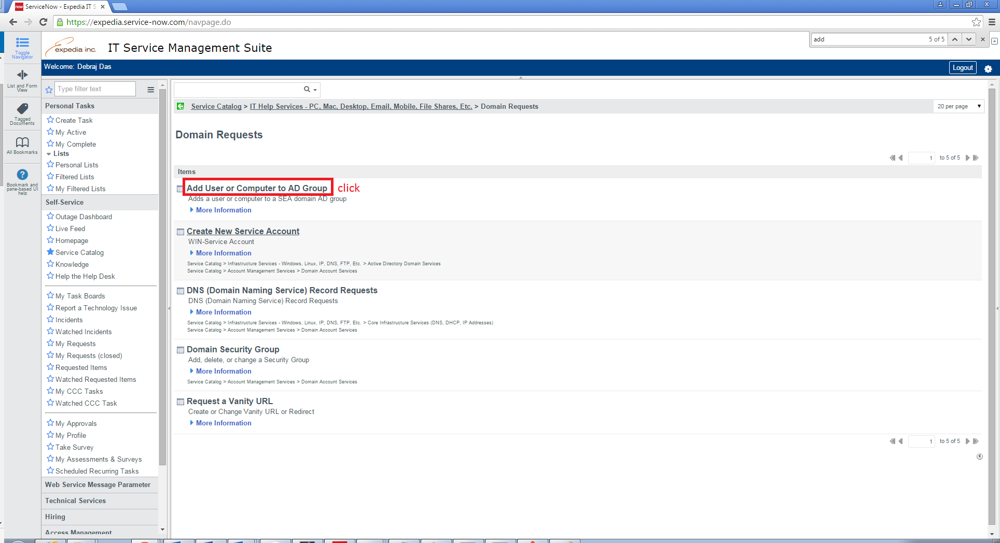 now ServiceNow - Expedia IT S
https://expedia.service-now.com/navpage.do
add 5 of 5
Toggle
Navigator
List and Form
View
Tagged
Documents
All Bookmarks
Bookmark and
pane-based UI
help
expedia inc. IT Service Management Suite
Welcome: Debraj Das
Logout
Type filter text
Personal Tasks
Create Task
My Active
My Complete
Lists
Personal Lists
Filtered Lists
My Filtered Lists
Self-Service
Outage Dashboard
Live Feed
Homepage
Service Catalog
Knowledge
Help the Help Desk
My Task Boards
Report a Technology Issue
Incidents
Watched Incidents
My Requests
My Requests (closed)
Requested Items
Watched Requested Items
My CCC Tasks
Watched CCC Task
My Approvals
My Profile
Take Survey
My Assessments & Surveys
Scheduled Recurring Tasks
Web Service Message Parameter
Technical Services
Hiring
Access Management
Service Catalog > IT Help Services - PC, Mac, Desktop, Email, Mobile, File Shares, Etc. > Domain Requests
20 per page
Domain Requests
1 to 5 of 5
Items
Add User or Computer to AD Group click
Adds a user or computer to a SEA domain AD group
More Information
Create New Service Account
WIN-Service Account
More Information
Service Catalog > Infrastructure Services - Windows, Linux, IP, DNS, FTP, Etc. > Active Directory Domain Services
Service Catalog > Account Management Services > Domain Account Services
DNS (Domain Naming Service) Record Requests
DNS (Domain Naming Service) Record Requests
More Information
Service Catalog > Infrastructure Services - Windows, Linux, IP, DNS, FTP, Etc. > Core Infrastructure Services (DNS, DHCP, IP Addresses)
Service Catalog > Account Management Services > Domain Account Services
Domain Security Group
Add, delete, or change a Security Group
More Information
Service Catalog > Account Management Services > Domain Account Services
Request a Vanity URL
Create or Change Vanity URL or Redirect
More Information
1 to 5 of 5